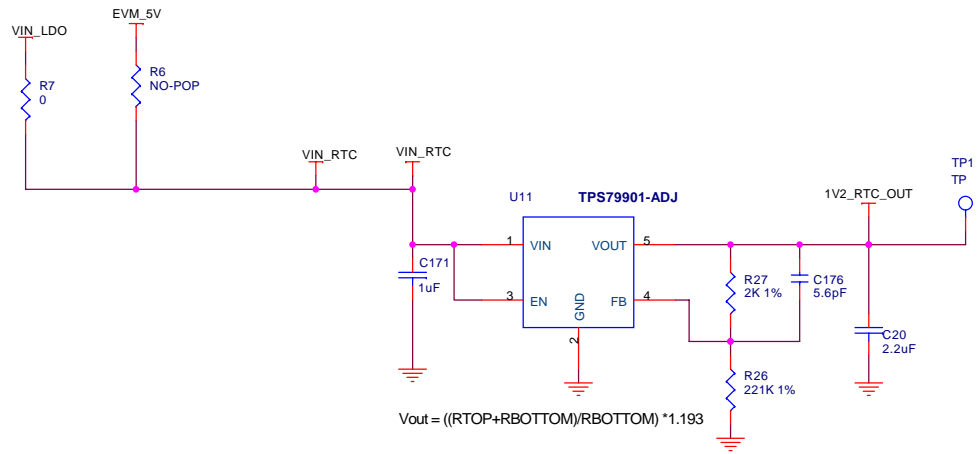 EVM_5V
VIN_LDO
R7
0
R6
NO-POP
VIN_RTC
VIN_RTC
TP1
TP
U11
TPS79901-ADJ
1V2_RTC_OUT
1
VIN
VOUT
5
C171
1uF
R27
2K 1%
C176
5.6pF
3
EN
GND
FB
4
2
C20
2.2uF
R26
221K 1%
Vout = ((RTOP+RBOTTOM)/RBOTTOM) *1.193